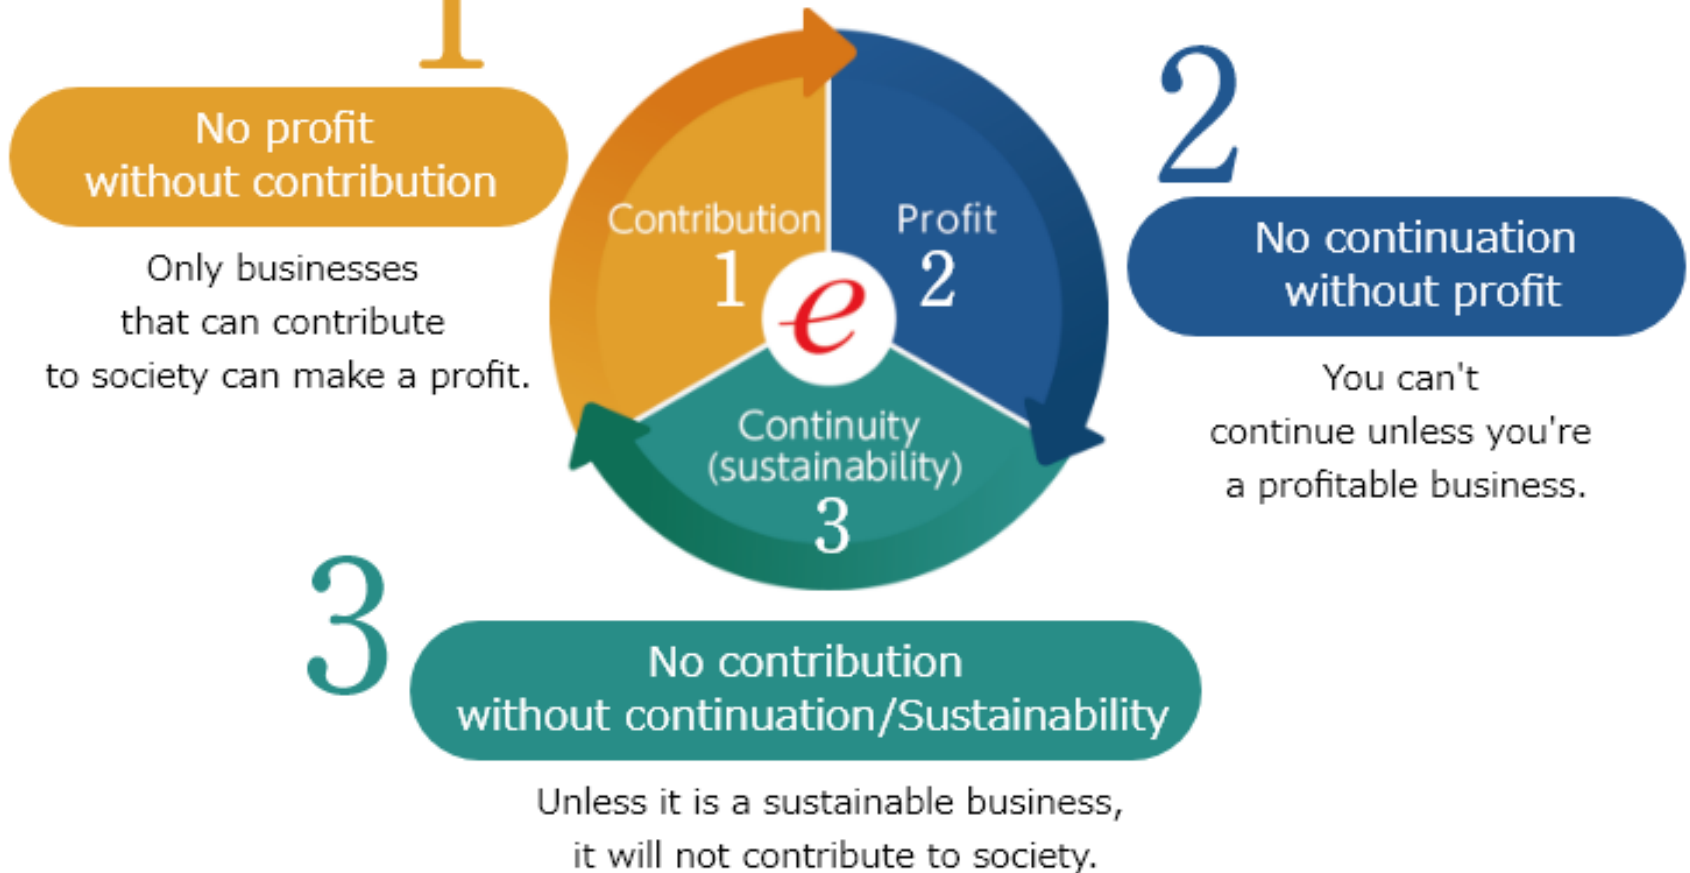 1
No profit
without contribution
Only businesses
that can contribute
to society can make a profit.
Contribution
1
Profit
2
e
Continuity
(sustainability)
3
2
No continuation
without profit
You can't
continue unless you're
a profitable business.
3
No contribution
without continuation/Sustainability
Unless it is a sustainable business,
it will not contribute to society.